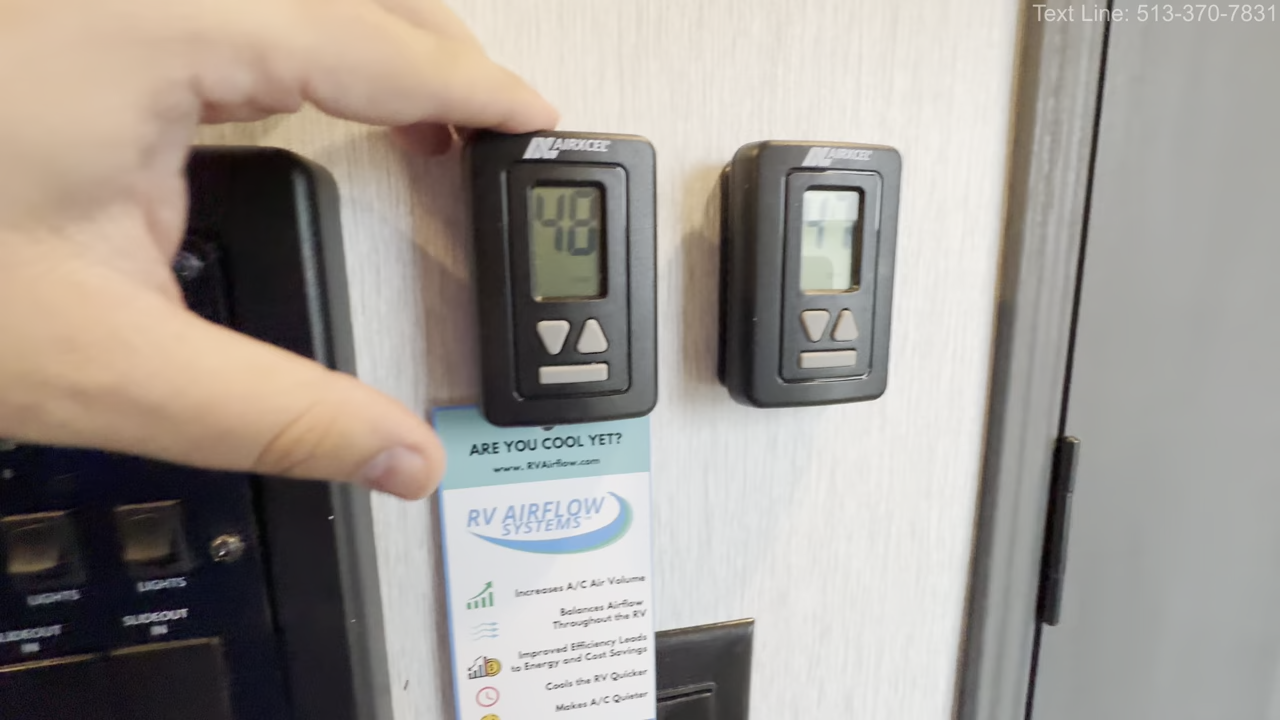 Text Line: 513-370-7831
AIRXCEL
AIRXCEL
48
ARE YOU COOL YET?
www.RVAirflow.com
RV AIRFLOW
SYSTEMS™
Increases A/C Air Volume
Balances Airflow
Throughout the RV
Improved Efficiency Leads
to Energy and Cost Savings
Cools the RV Quicker
Makes A/C Quieter
LIGHTS
LIGHTS
SLIDEOUT
IN
IN